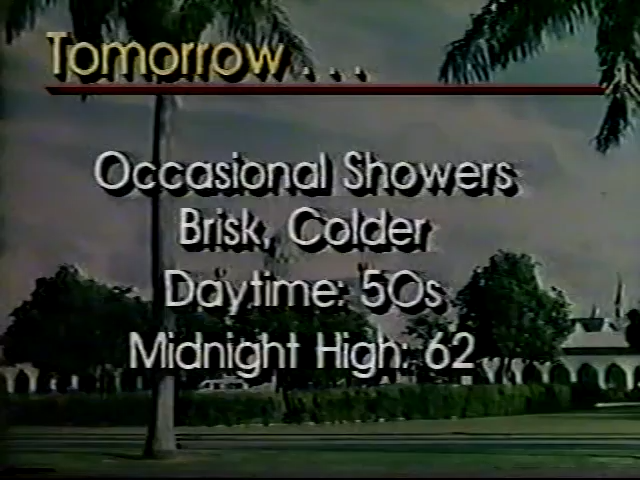 Tomorrow...
Occasional Showers
Brisk, Colder
Daytime: 50s
Midnight High: 62